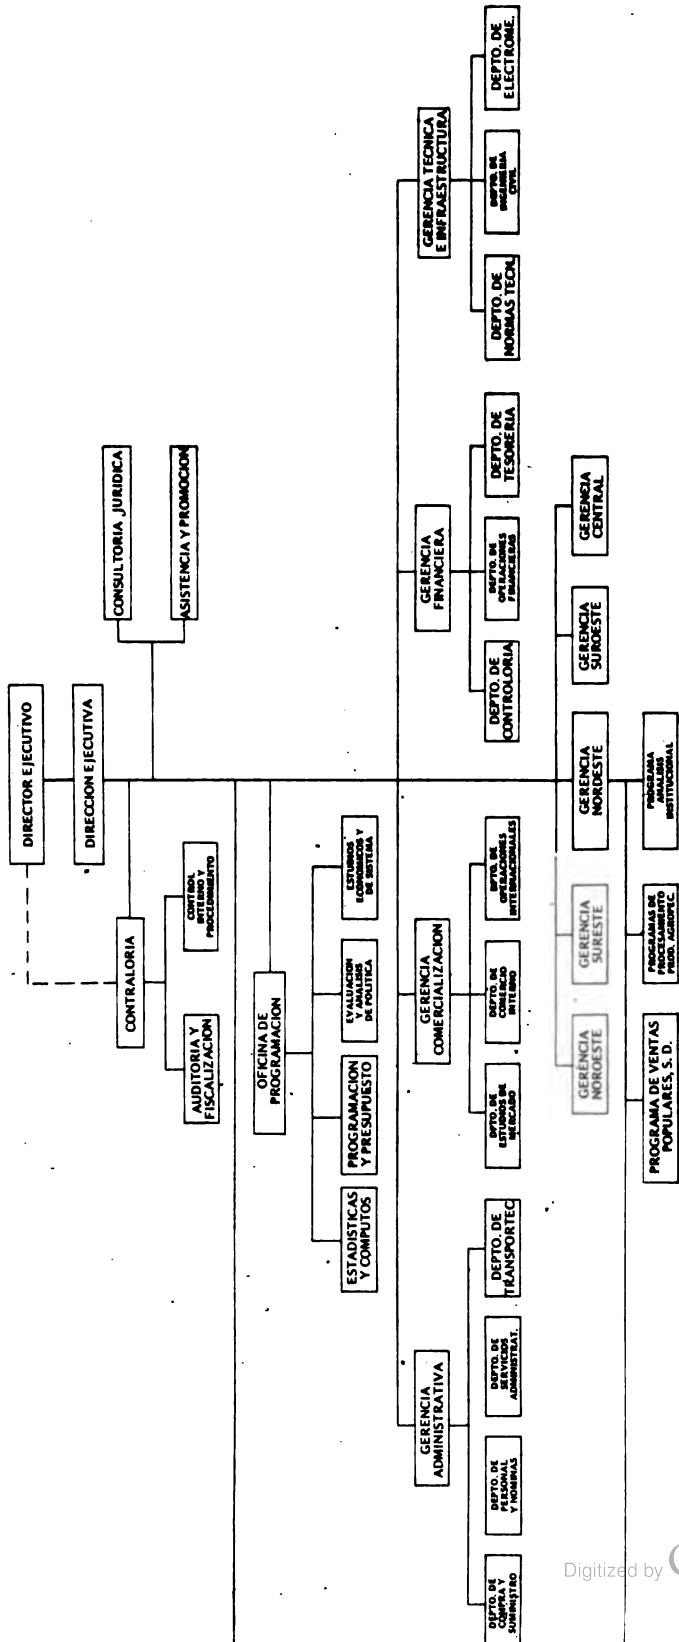 DIRECTOR EJECUTIVO
DIRECCION EJECUTIVA
CONSULTORIA JURIDICA
ASISTENCIA Y PROMOCION
CONTRALORIA
AUDITORIA Y
FISCALIZACION
CONTROL
INTERNO Y
PROCEDIMIENTO
OFICINA DE
PROGRAMACION
ESTADISTICAS
Y COMPUTOS
PROGRAMACION
Y PRESUPUESTO
EVALUACION
Y ANALISIS
DE POLITICA
ESTUDIOS
ECONOMICOS Y
DE SISTEMA
GERENCIA
ADMINISTRATIVA
GERENCIA
COMERCIALIZACION
GERENCIA
FINANCIERA
GERENCIA TECNICA
E INFRAESTRUCTURA
DEPTO. DE
COMPRA Y
SUMINISTRO
DEPTO. DE
PERSONAL
Y NOMINAS
DEPTO. DE
SERVICIOS
ADMINISTRAT.
DEPTO. DE
TRANSPORTEC
DPTO. DE
ESTUDIOS DE
MERCADO
DEPTO. DE
COMERCIO
INTERNO
DPTO. DE
OPERACIONES
INTERNACIONALES
DEPTO. DE
CONTROLORIA
DEPTO. DE
OPERACIONES
FINANCIERAS
DEPTO. DE
TESORERIA
DEPTO. DE
NORMAS TECN.
DEPTO. DE
INGENIERIA
CIVIL
DEPTO. DE
ELECTROME.
GERENCIA
NOROESTE
GERENCIA
SURESTE
GERENCIA
NORDESTE
GERENCIA
SUROESTE
GERENCIA
CENTRAL
PROGRAMA DE VENTAS
POPULARES, S. D.
PROGRAMAS DE
PROCESAMIENTO
PROD. AGROPEC.
PROGRAMA
ANALISIS
INSTITUCIONAL
Digitized by